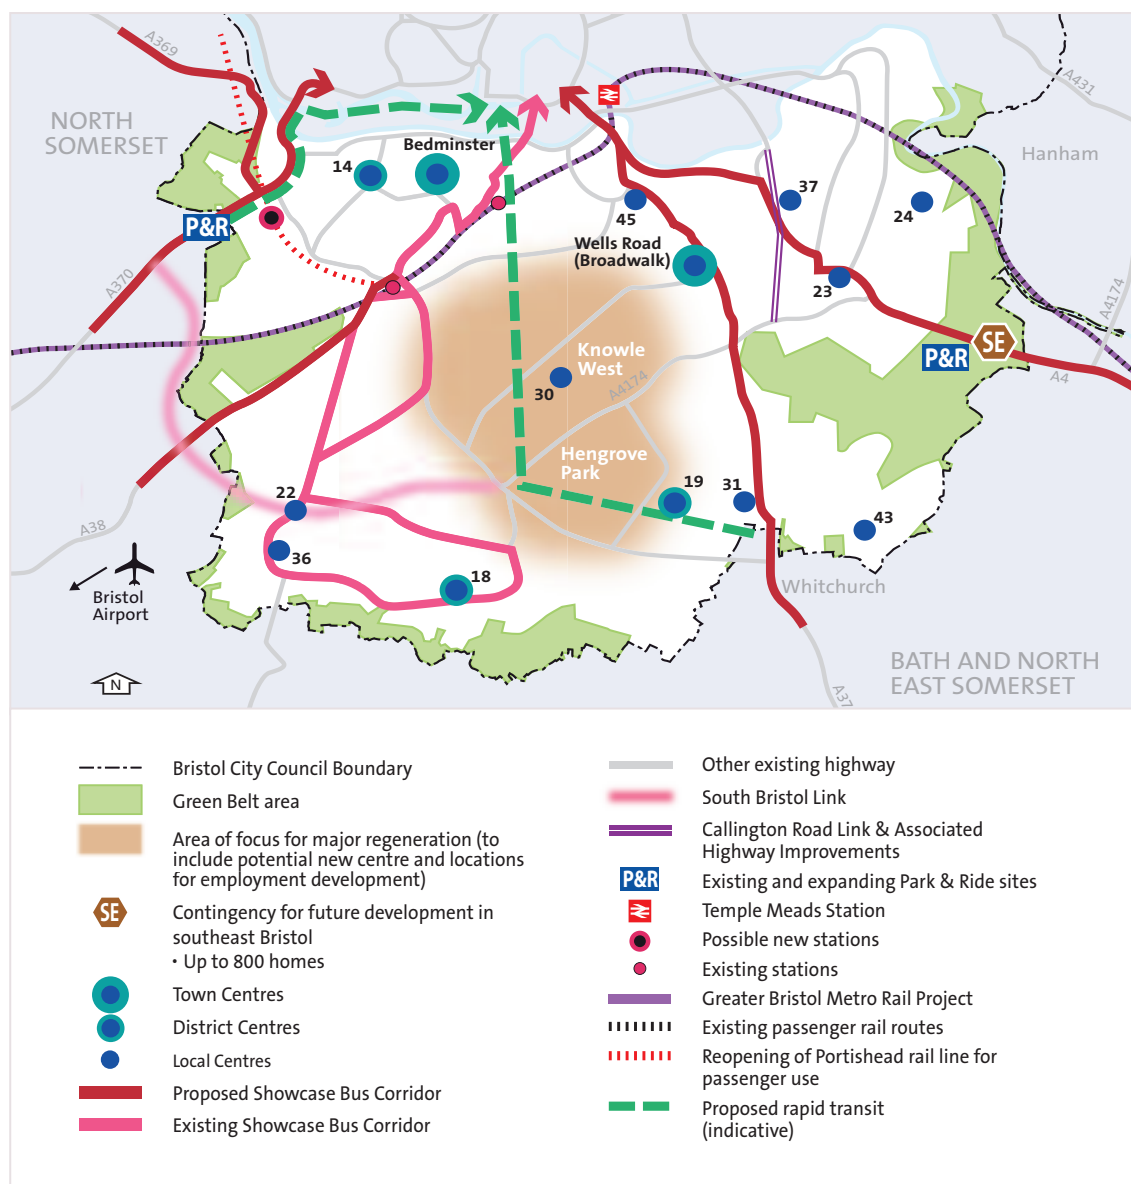 A369
A431
NORTH
SOMERSET
Hanham
Bedminster
14
37
24
45
P&R
Wells Road
(Broadwalk)
A370
23
A4174
SE
P&R
Knowle
West
A4
30
A4174
Hengrove
Park
19
31
22
43
A38
36
18
Bristol
Airport
Whitchurch
N
BATH AND NORTH
EAST SOMERSET
A37
Bristol City Council Boundary
Green Belt area
Area of focus for major regeneration (to
include potential new centre and locations
for employment development)
SE
Contingency for future development in
southeast Bristol
• Up to 800 homes
Town Centres
District Centres
Local Centres
Proposed Showcase Bus Corridor
Existing Showcase Bus Corridor
Other existing highway
South Bristol Link
Callington Road Link & Associated
Highway Improvements
P&R
Existing and expanding Park & Ride sites
Temple Meads Station
Possible new stations
Existing stations
Greater Bristol Metro Rail Project
Existing passenger rail routes
Reopening of Portishead rail line for
passenger use
Proposed rapid transit
(indicative)